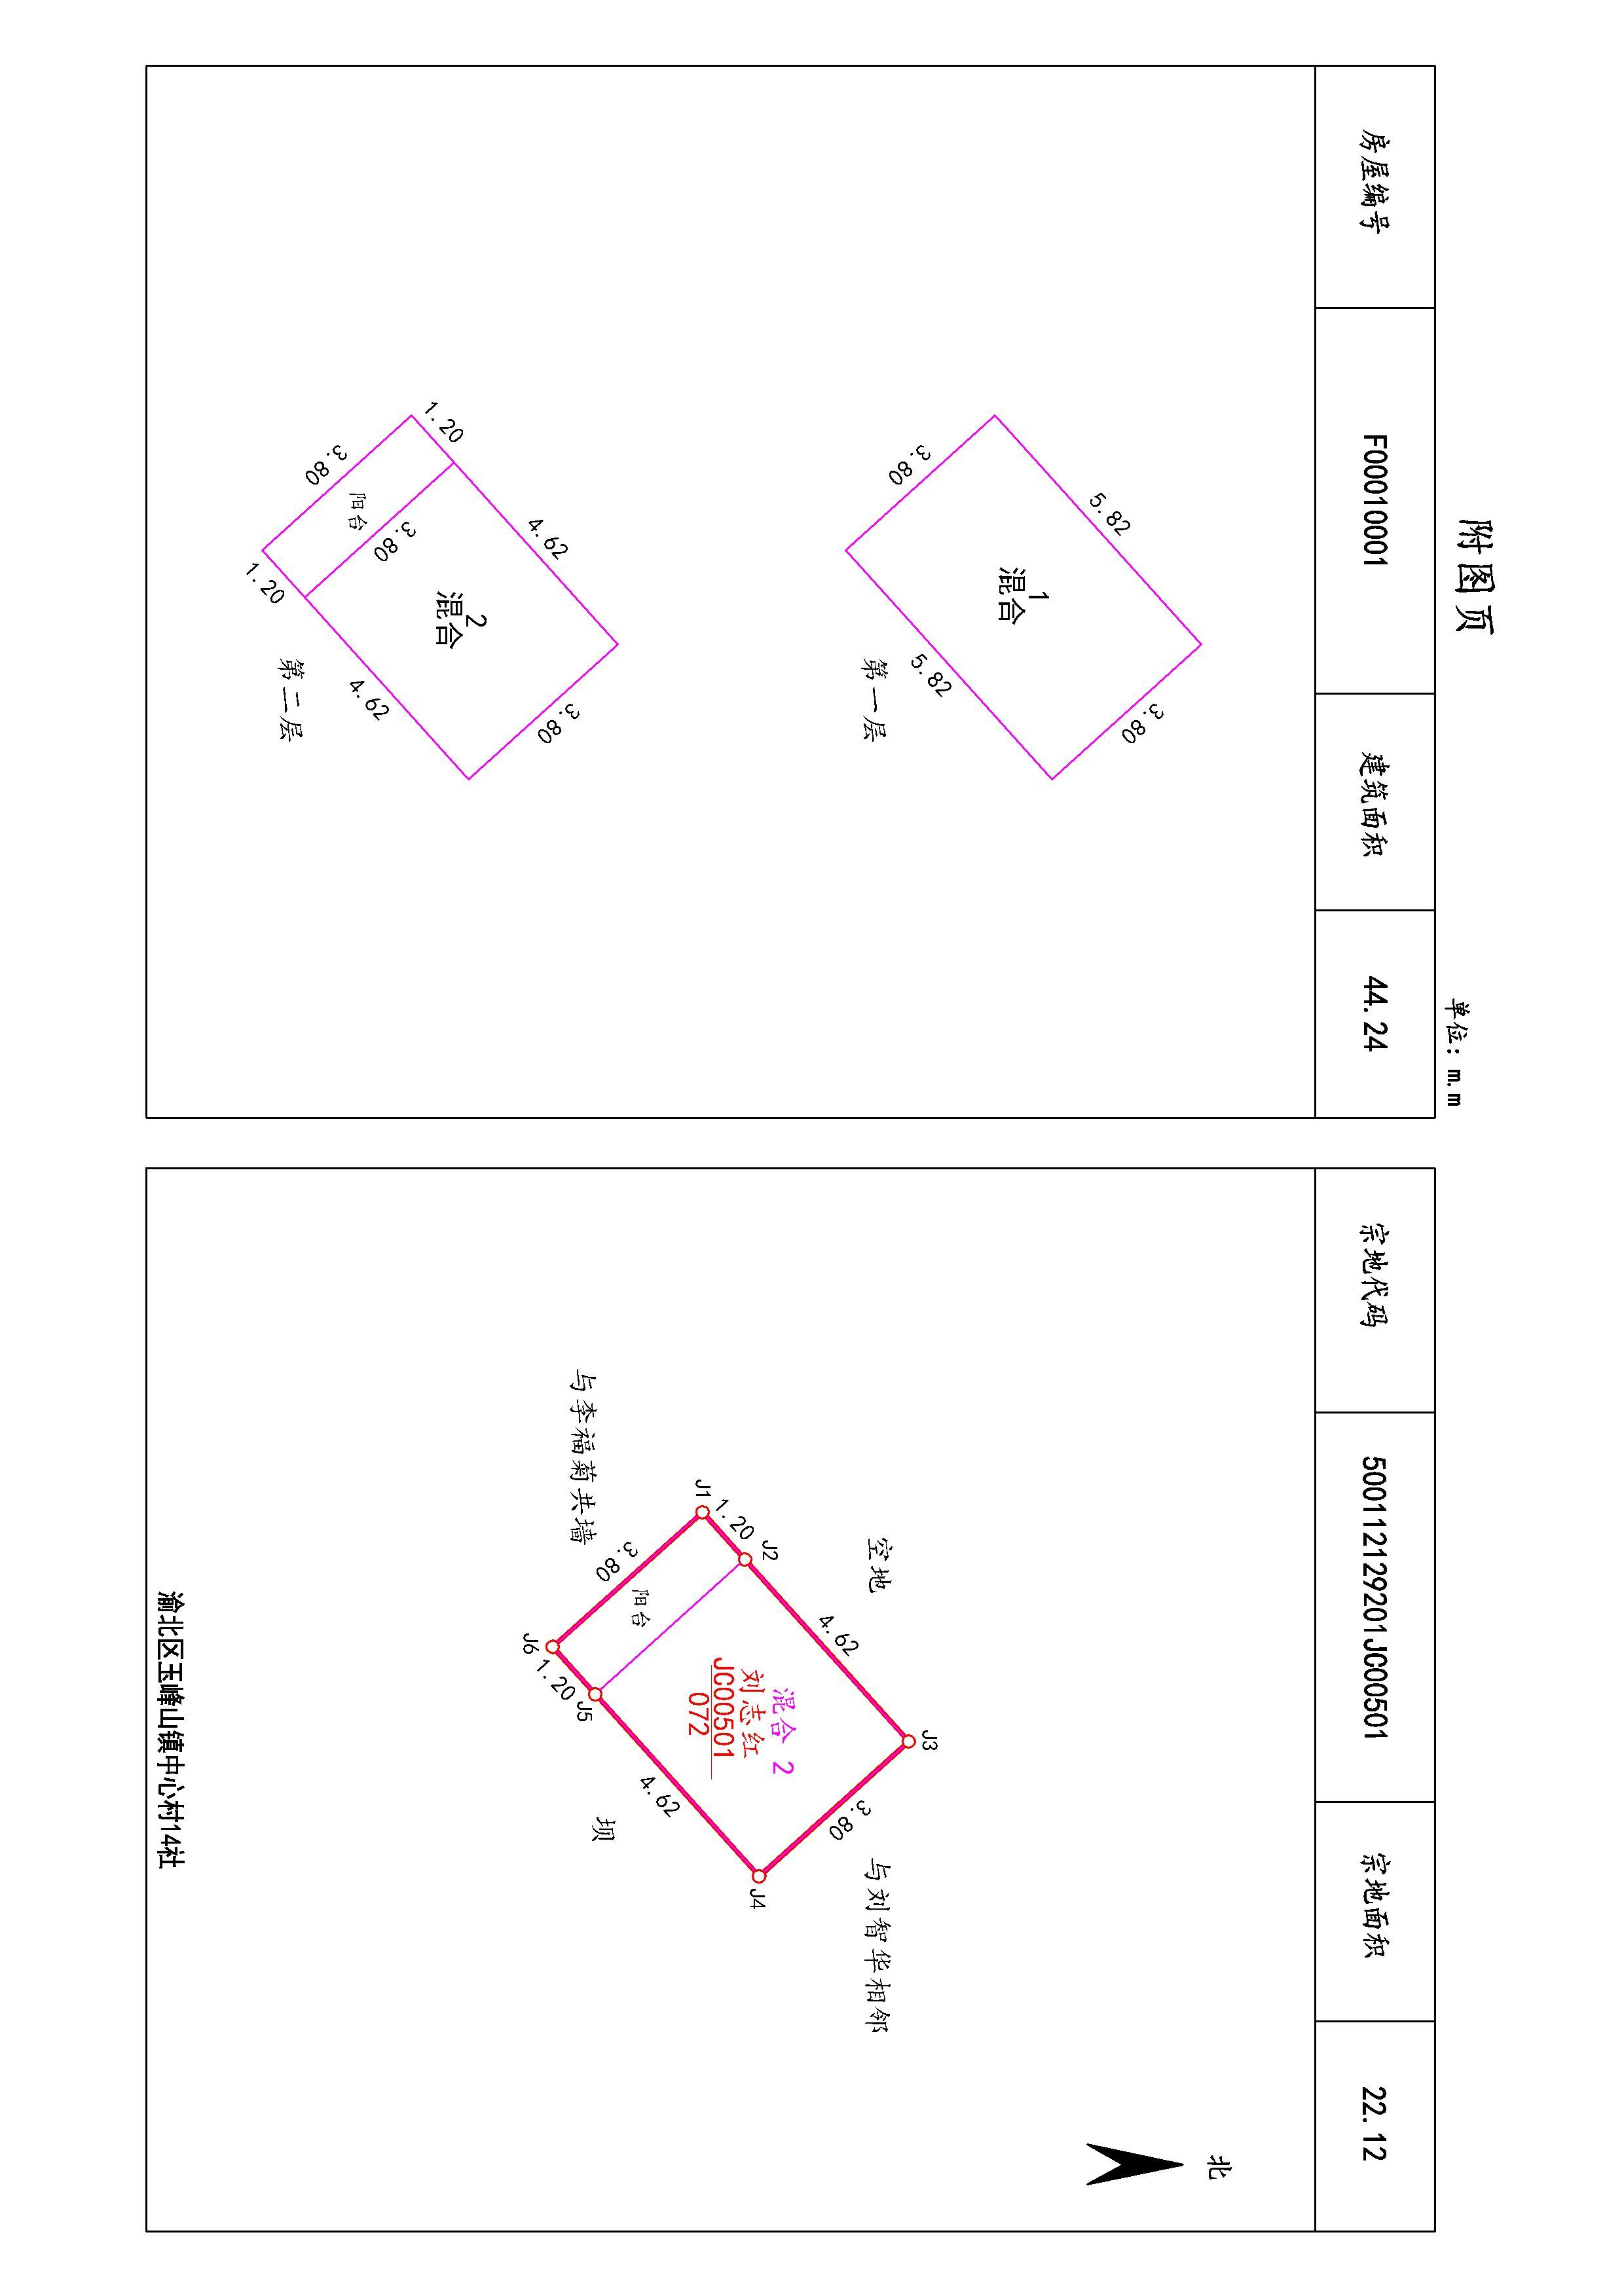 附图页
单位：m.m
房屋编号
F00010001
建筑面积
44.24
3.80
5.82
1
混合
5.82
3.80
第一层
3.80
4.62
2
混合
4.62
3.80
阳台
1.20
1.20
3.80
第二层
宗地代码
500112129201JC00501
宗地面积
22.12
北
与刘智华相邻
J3
3.80
J4
空地
4.62
混合 2
刘志红
JC00501
072
4.62
坝
J2
J5
1.20
阳台
1.20
J1
J6
3.80
与李福菊共墙
渝北区玉峰山镇中心村14社